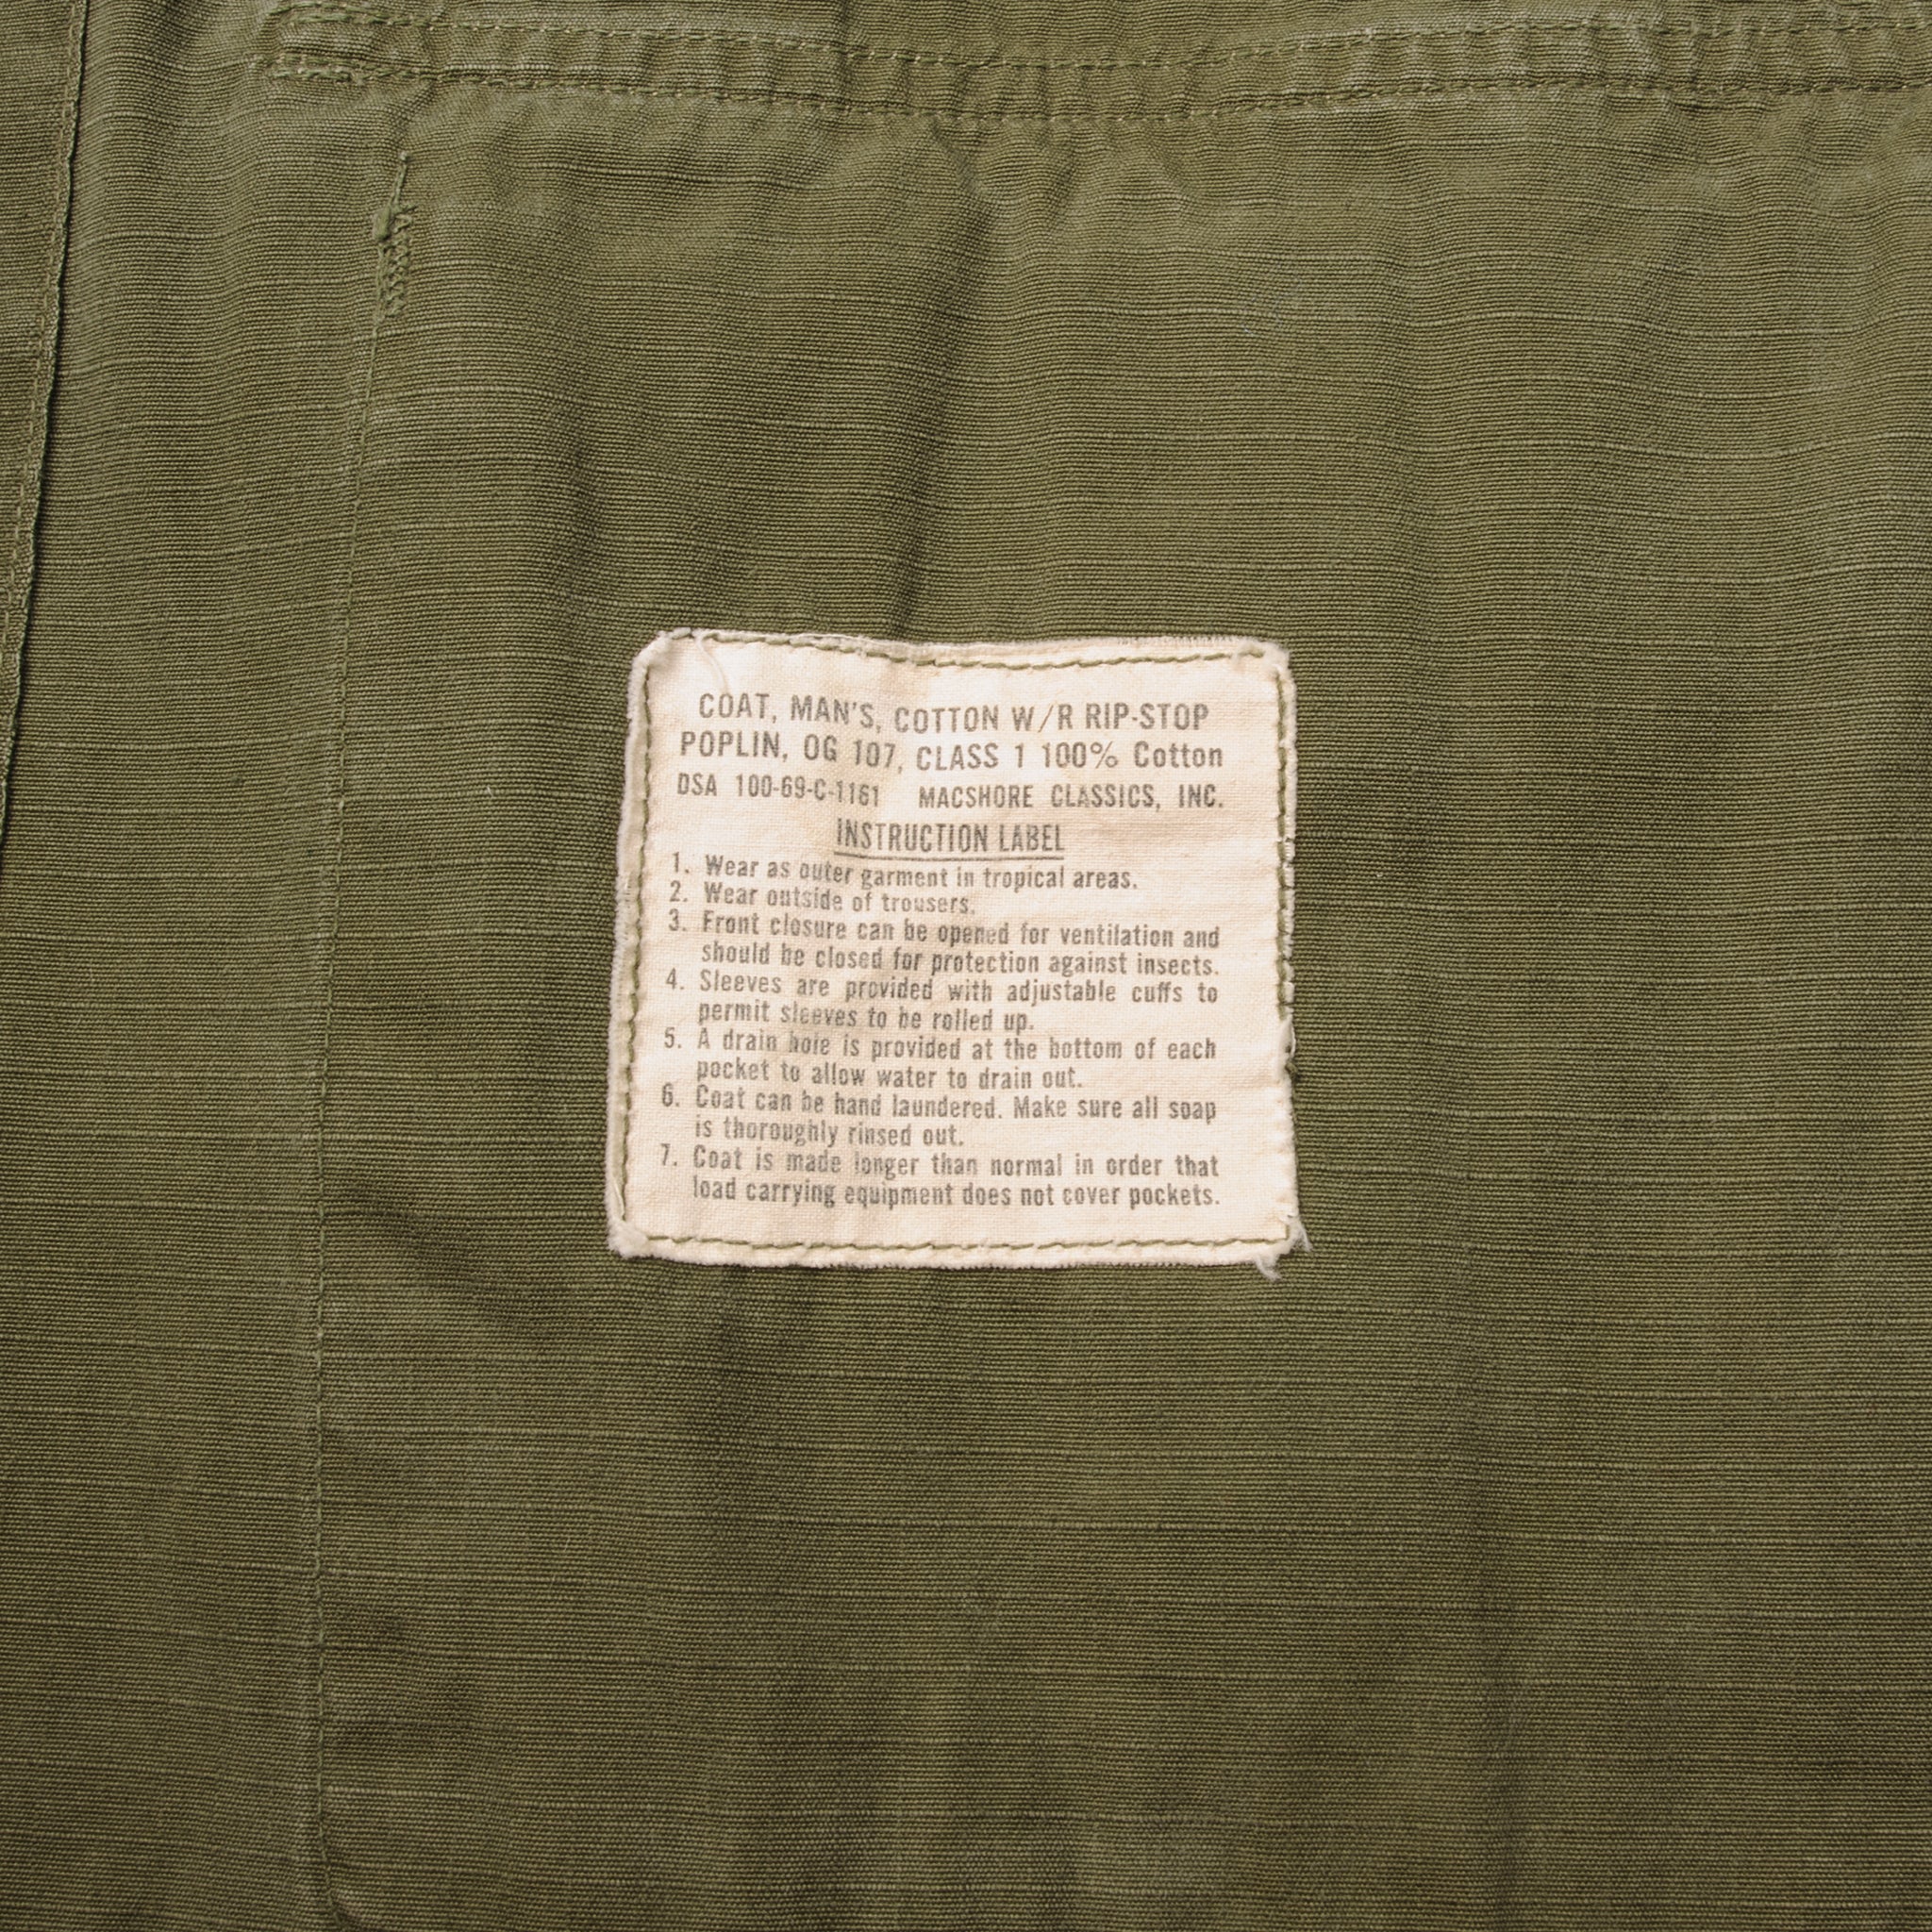 COAT, MAN'S, COTTON W/R RIP-STOP
POPLIN, OG 107, CLASS 1 100% Cotton
DSA 100-69-C-1161 MACSHORE CLASSICS, INC.
INSTRUCTION LABEL
1. Wear as outer garment in tropical areas.
2. Wear outside of trousers.
3. Front closure can be opened for ventilation and
should be closed for protection against insects.
4. Sleeves are provided with adjustable cuffs to
permit sleeves to be rolled up.
5. A drain hole is provided at the bottom of each
pocket to allow water to drain out.
6. Coat can be hand laundered. Make sure all soap
is thoroughly rinsed out.
7. Coat is made longer than normal in order that
load carrying equipment does not cover pockets.